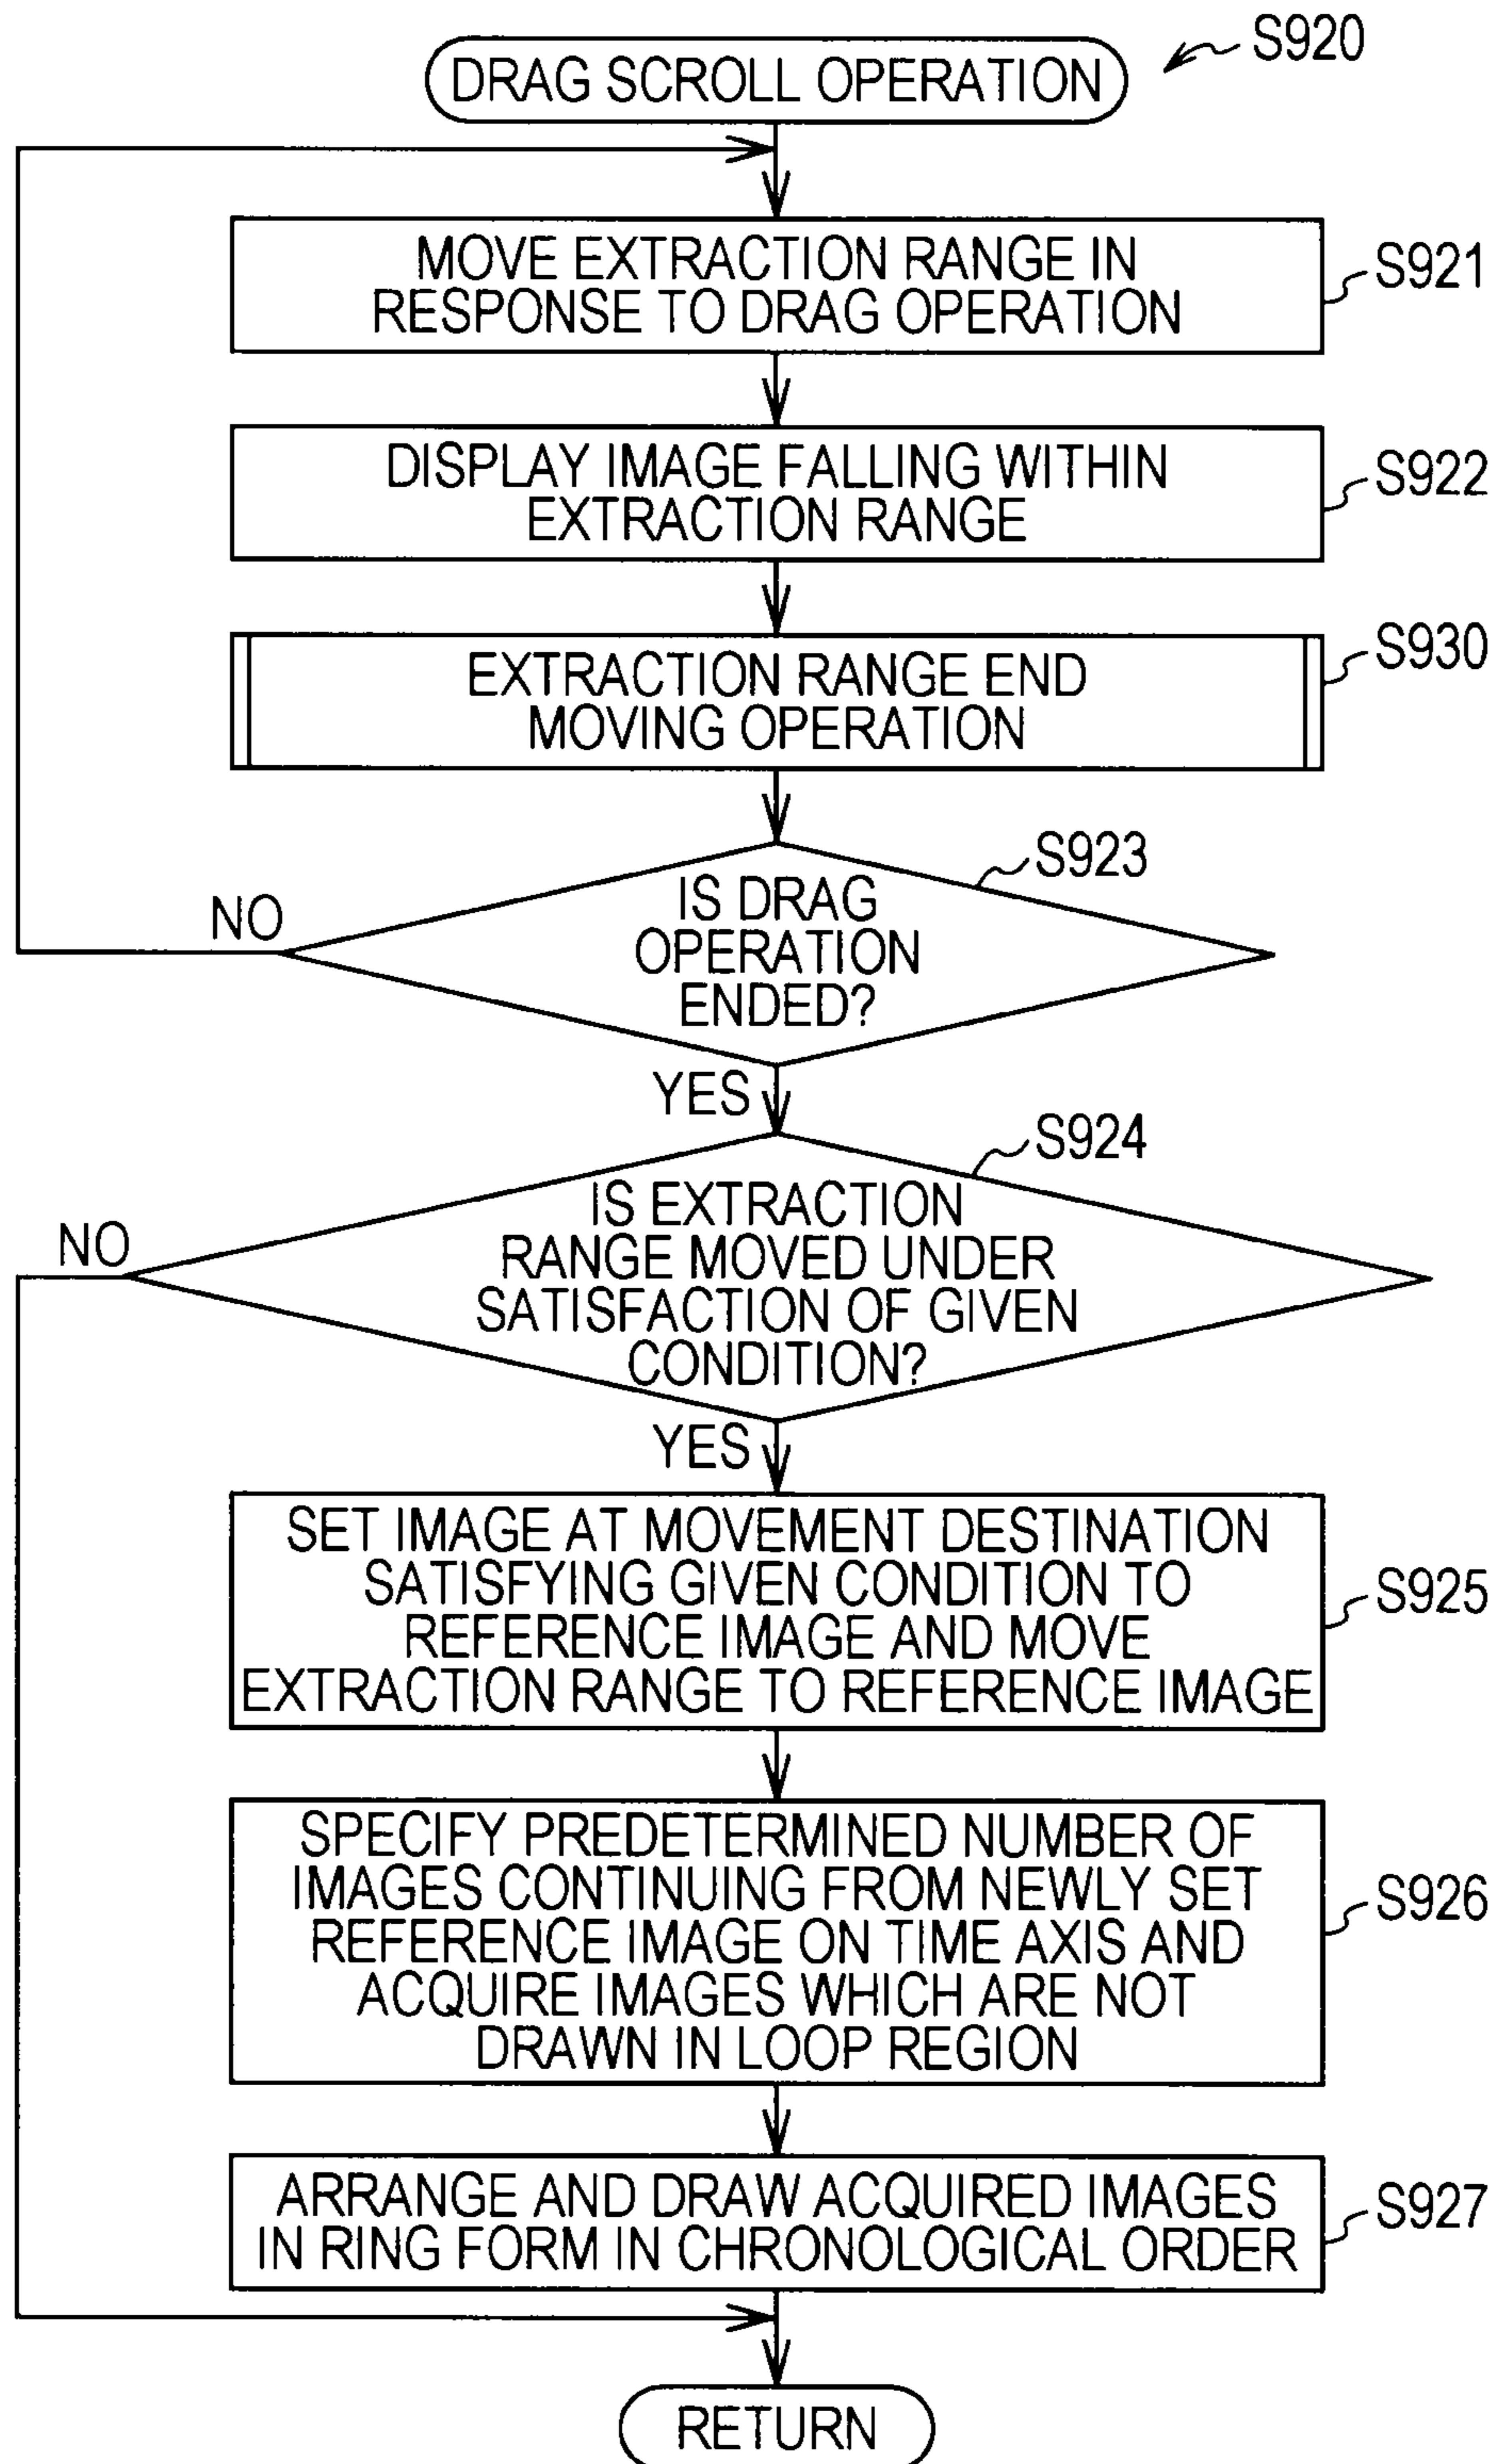 S920
DRAG SCROLL OPERATION
MOVE EXTRACTION RANGE IN
RESPONSE TO DRAG OPERATION
S921
DISPLAY IMAGE FALLING WITHIN
EXTRACTION RANGE
S922
EXTRACTION RANGE END
MOVING OPERATION
S930
S923
IS DRAG
OPERATION
ENDED?
NO
YES
S924
IS EXTRACTION
RANGE MOVED UNDER
SATISFACTION OF GIVEN
CONDITION?
NO
YES
SET IMAGE AT MOVEMENT DESTINATION
SATISFYING GIVEN CONDITION TO
REFERENCE IMAGE AND MOVE
EXTRACTION RANGE TO REFERENCE IMAGE
S925
SPECIFY PREDETERMINED NUMBER OF
IMAGES CONTINUING FROM NEWLY SET
REFERENCE IMAGE ON TIME AXIS AND
ACQUIRE IMAGES WHICH ARE NOT
DRAWN IN LOOP REGION
S926
ARRANGE AND DRAW ACQUIRED IMAGES
IN RING FORM IN CHRONOLOGICAL ORDER
S927
RETURN